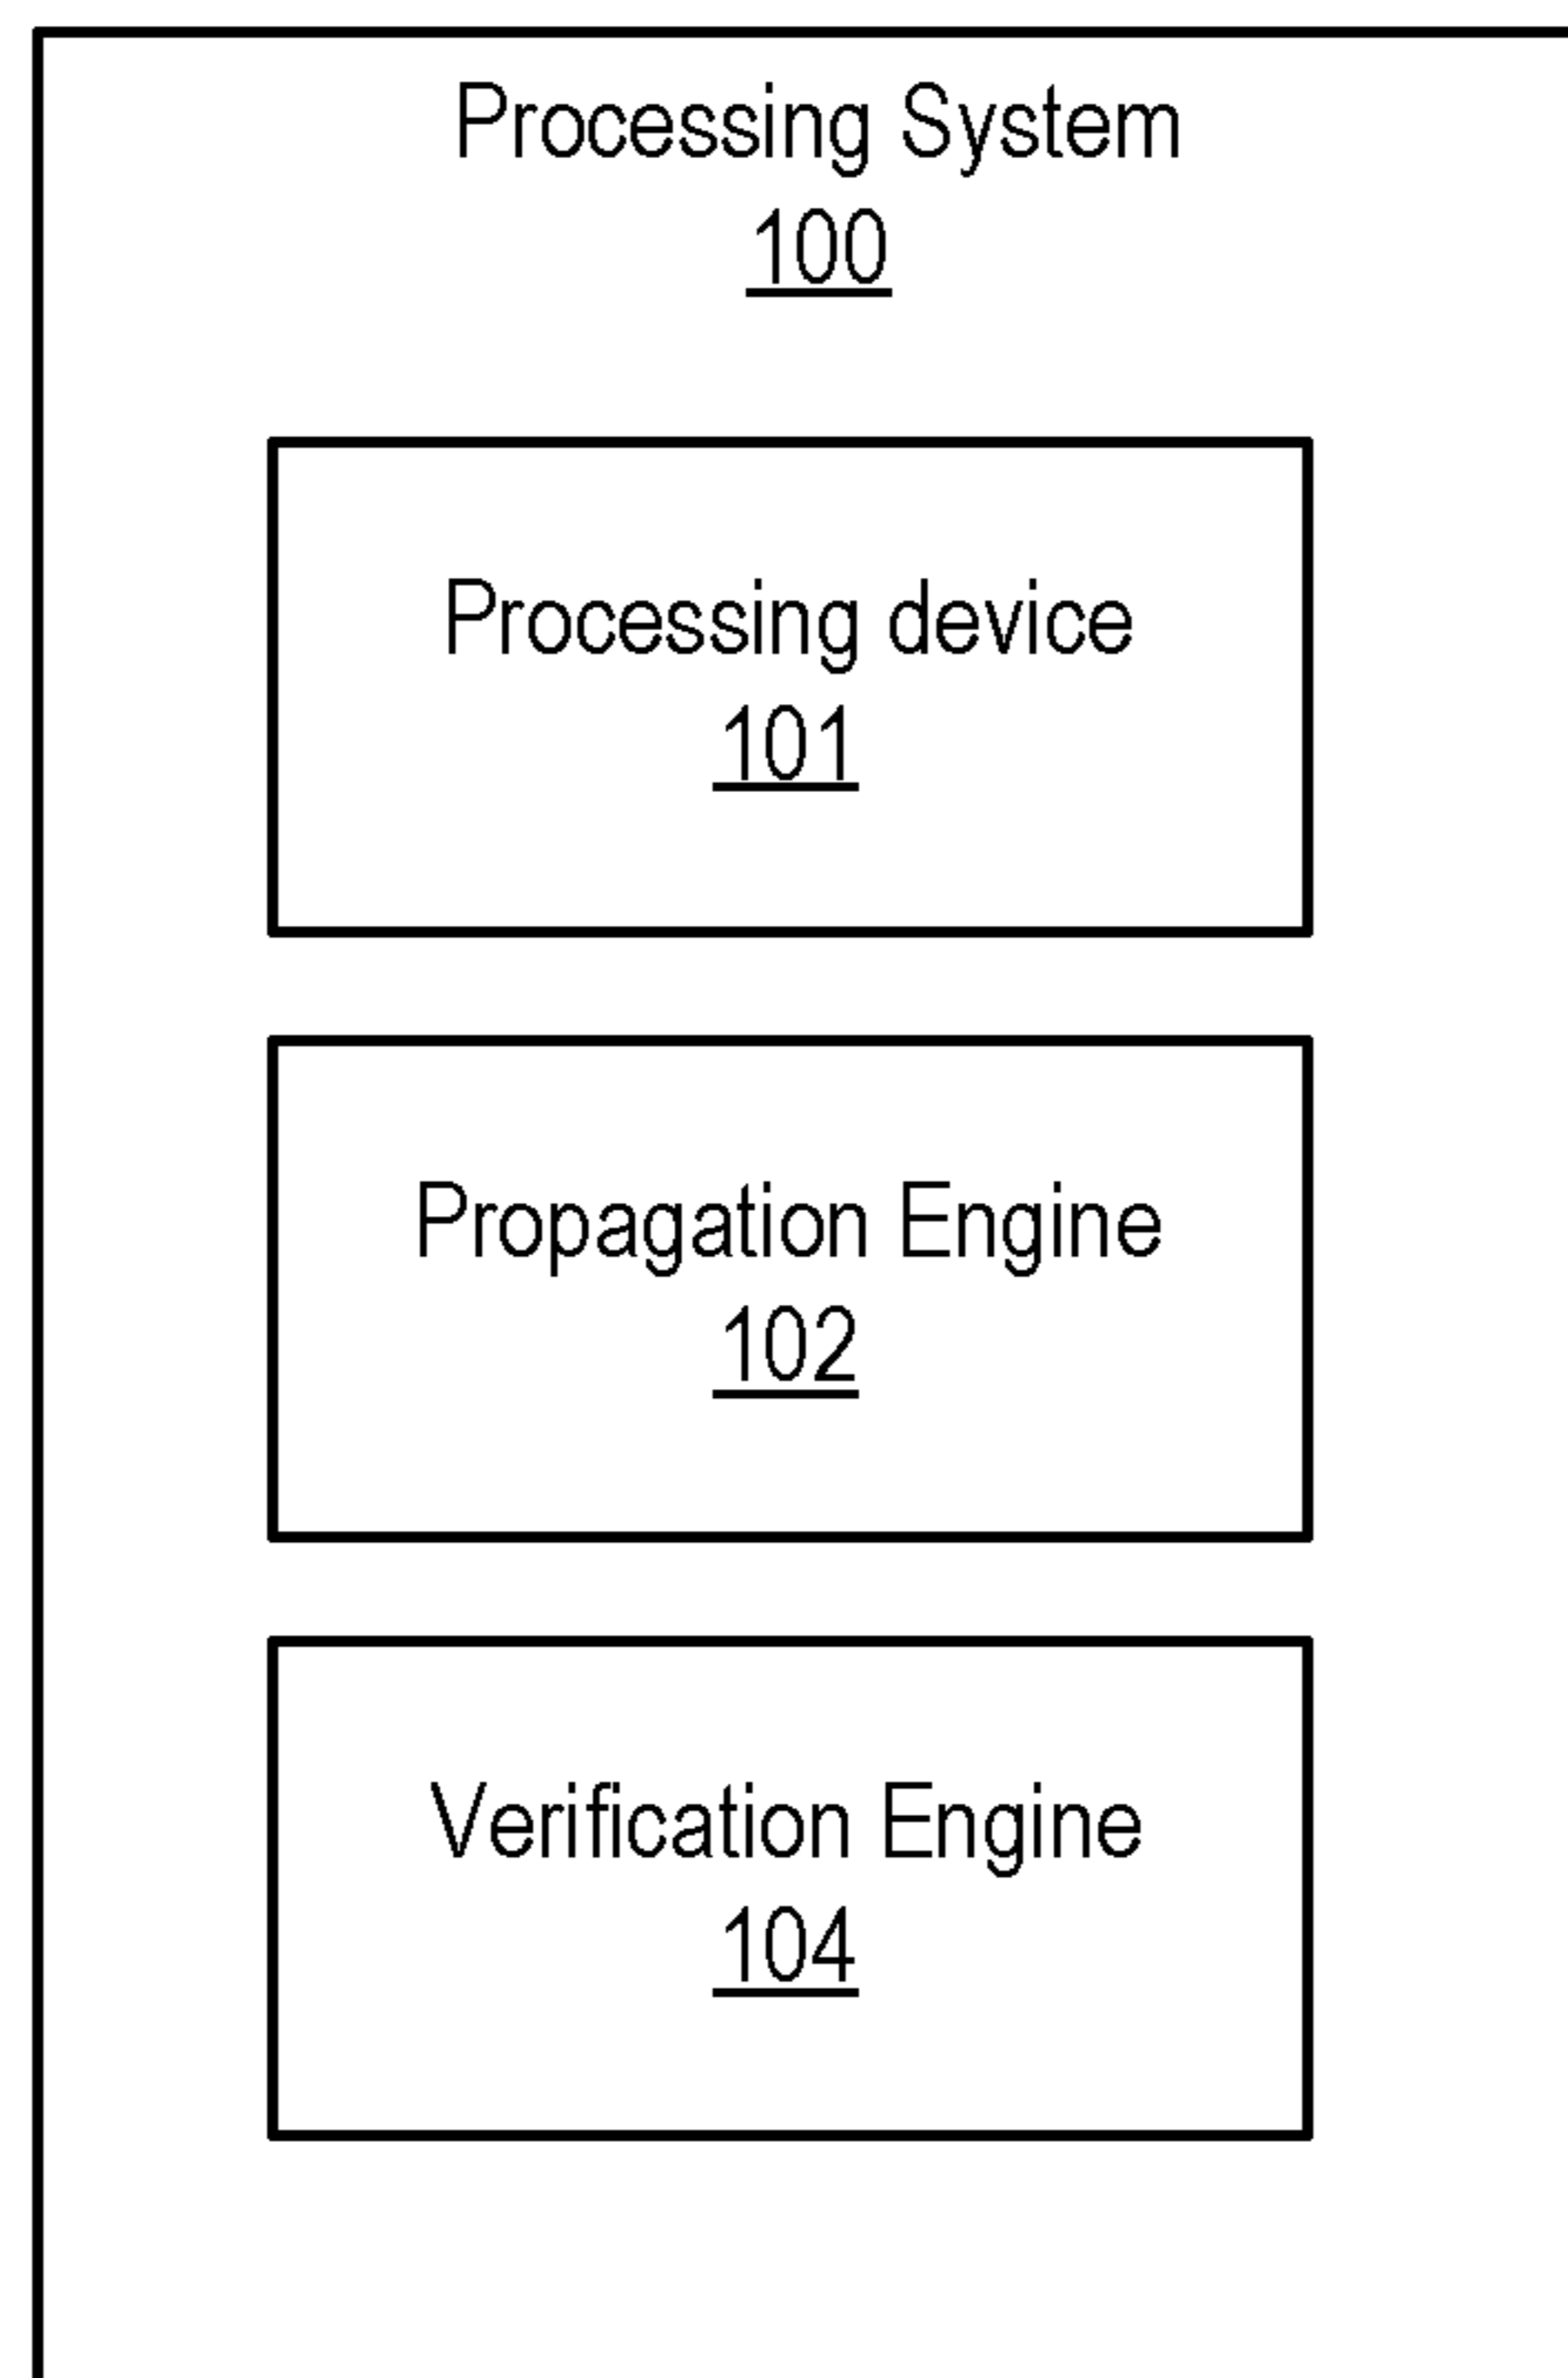 Processing System
100
Processing device
101
Propagation Engine
102
Verification Engine
104